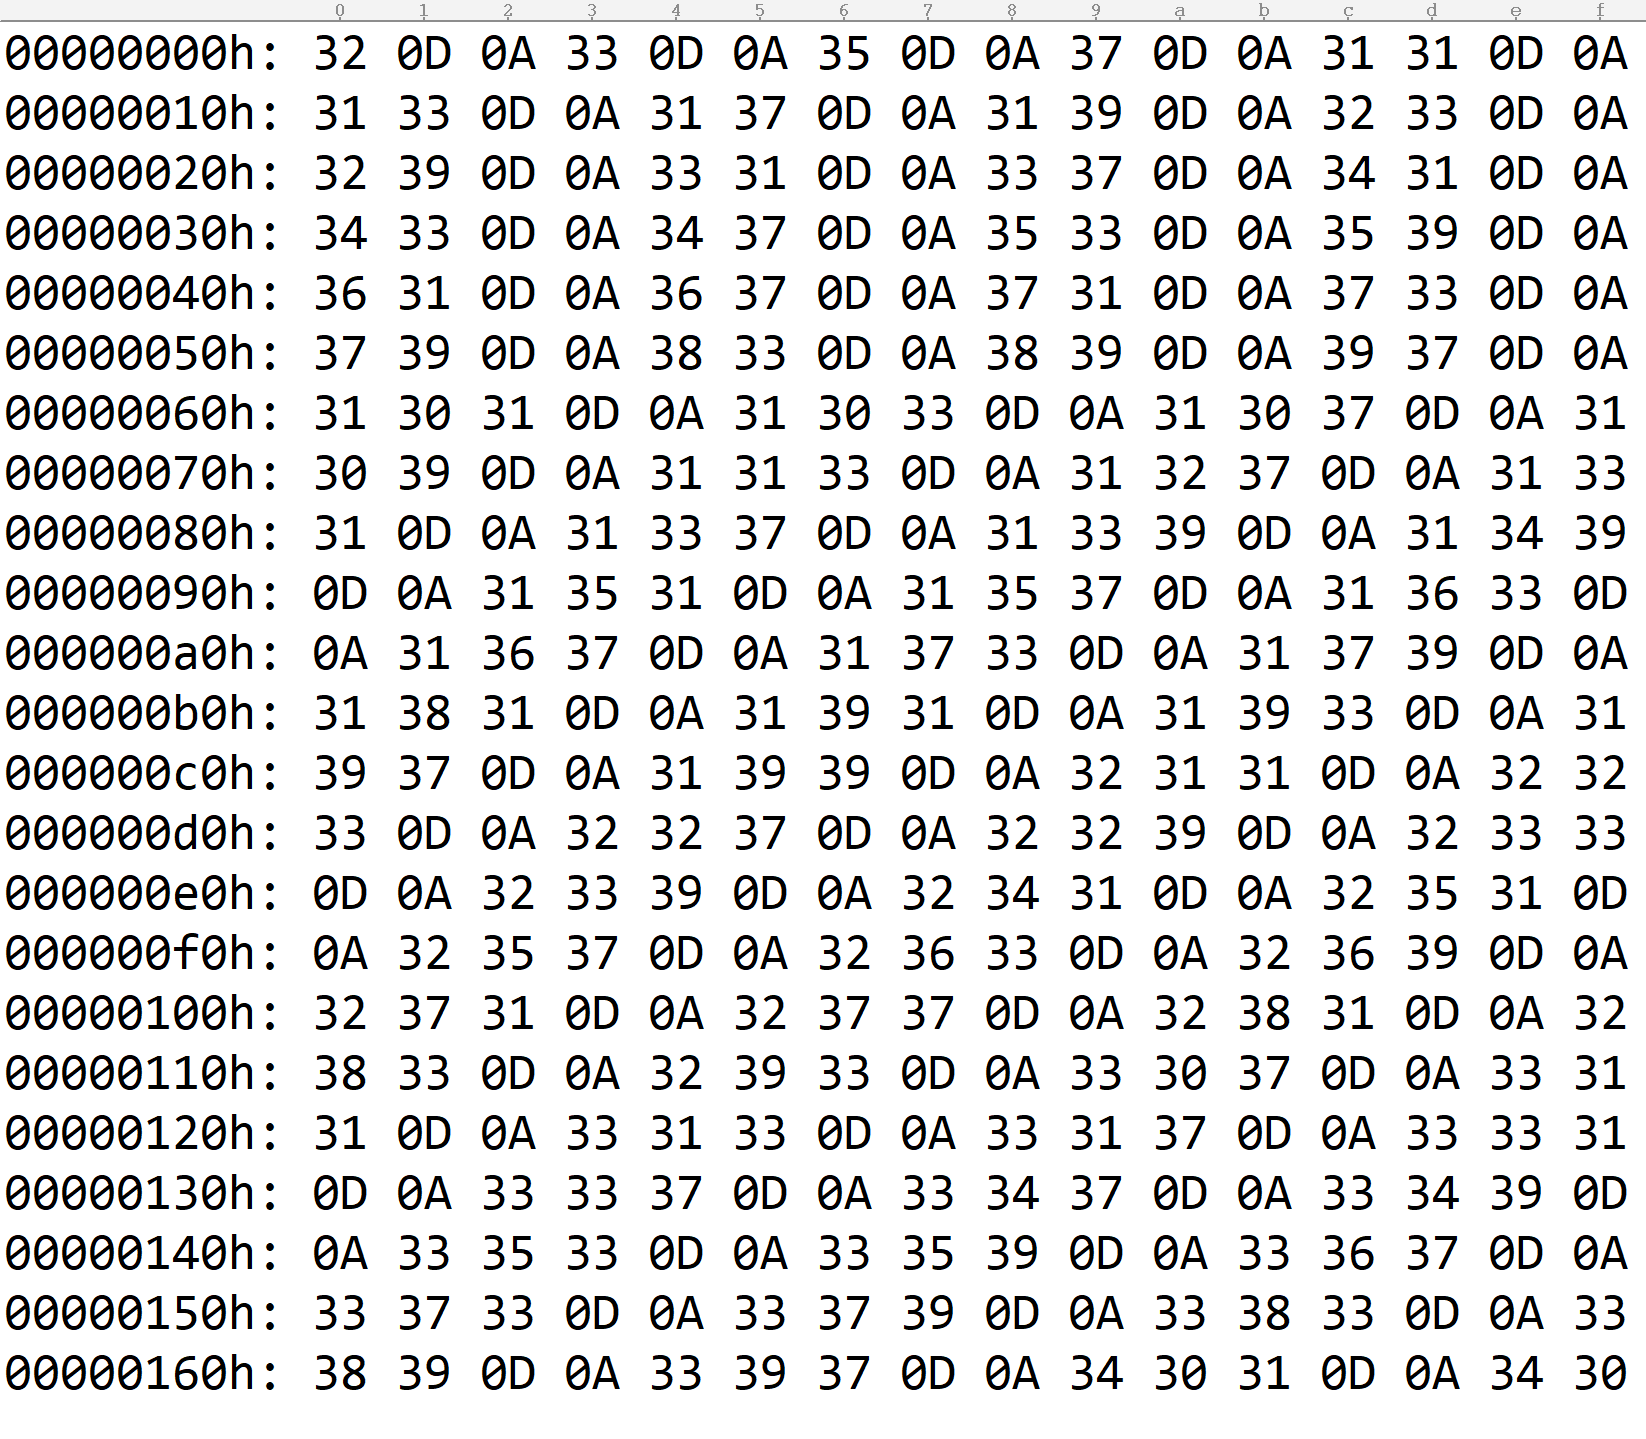 0 1 2 3 4 5 6 7 8 9 a b c d e f
00000000h: 32 0D 0A 33 0D 0A 35 0D 0A 37 0D 0A 31 31 0D 0A
00000010h: 31 33 0D 0A 31 37 0D 0A 31 39 0D 0A 32 33 0D 0A
00000020h: 32 39 0D 0A 33 31 0D 0A 33 37 0D 0A 34 31 0D 0A
00000030h: 34 33 0D 0A 34 37 0D 0A 35 33 0D 0A 35 39 0D 0A
00000040h: 36 31 0D 0A 36 37 0D 0A 37 31 0D 0A 37 33 0D 0A
00000050h: 37 39 0D 0A 38 33 0D 0A 38 39 0D 0A 39 37 0D 0A
00000060h: 31 30 31 0D 0A 31 30 33 0D 0A 31 30 37 0D 0A 31
00000070h: 30 39 0D 0A 31 31 33 0D 0A 31 32 37 0D 0A 31 33
00000080h: 31 0D 0A 31 33 37 0D 0A 31 33 39 0D 0A 31 34 39
00000090h: 0D 0A 31 35 31 0D 0A 31 35 37 0D 0A 31 36 33 0D
000000a0h: 0A 31 36 37 0D 0A 31 37 33 0D 0A 31 37 39 0D 0A
000000b0h: 31 38 31 0D 0A 31 39 31 0D 0A 31 39 33 0D 0A 31
000000c0h: 39 37 0D 0A 31 39 39 0D 0A 32 31 31 0D 0A 32 32
000000d0h: 33 0D 0A 32 32 37 0D 0A 32 32 39 0D 0A 32 33 33
000000e0h: 0D 0A 32 33 39 0D 0A 32 34 31 0D 0A 32 35 31 0D
000000f0h: 0A 32 35 37 0D 0A 32 36 33 0D 0A 32 36 39 0D 0A
00000100h: 32 37 31 0D 0A 32 37 37 0D 0A 32 38 31 0D 0A 32
00000110h: 38 33 0D 0A 32 39 33 0D 0A 33 30 37 0D 0A 33 31
00000120h: 31 0D 0A 33 31 33 0D 0A 33 31 37 0D 0A 33 33 31
00000130h: 0D 0A 33 33 37 0D 0A 33 34 37 0D 0A 33 34 39 0D
00000140h: 0A 33 35 33 0D 0A 33 35 39 0D 0A 33 36 37 0D 0A
00000150h: 33 37 33 0D 0A 33 37 39 0D 0A 33 38 33 0D 0A 33
00000160h: 38 39 0D 0A 33 39 37 0D 0A 34 30 31 0D 0A 34 30